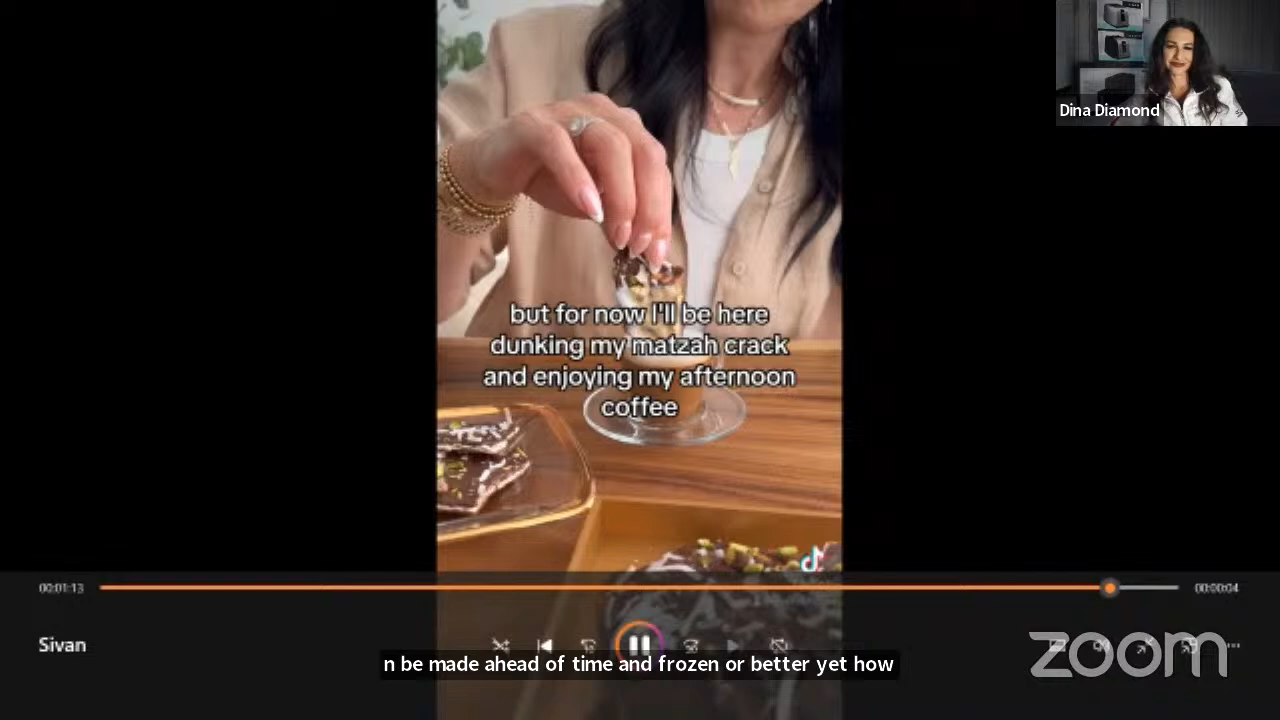 Dina Diamond
but for now I'll be here
dunking my matzah crack
and enjoying my afternoon
coffee
00:01:13
00:00:04
Sivan
n be made ahead of time and frozen or better yet how
zoom